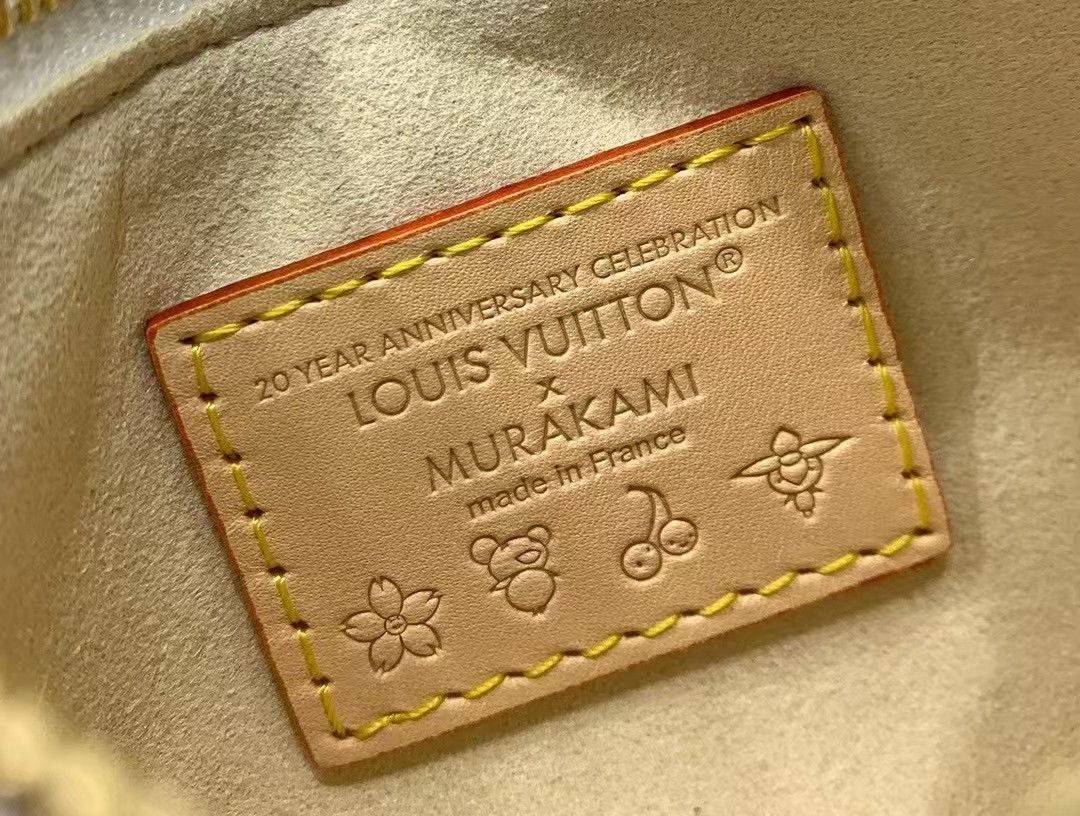 20 YEAR ANNIVERSARY CELEBRATION
LOUIS VUITTON®
x
MURAKAMI
made in France